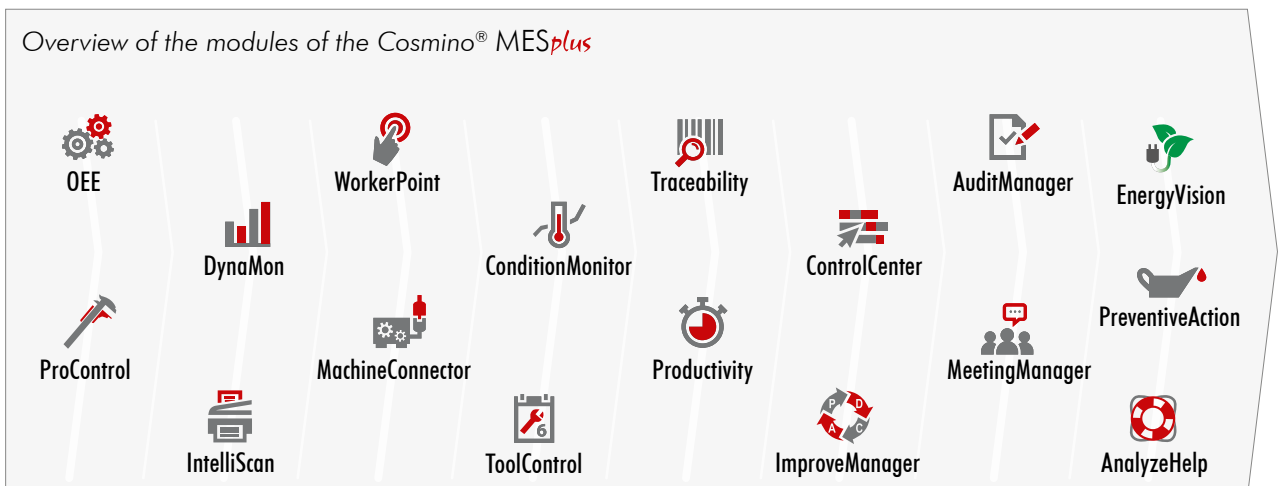 Overview of the modules of the Cosmino® MESplus
OEE
WorkerPoint
Traceability
AuditManager
EnergyVision
DynaMon
ConditionMonitor
ControlCenter
PreventiveAction
ProControl
MachineConnector
Productivity
MeetingManager
IntelliScan
6
ToolControl
P D
A C
ImproveManager
AnalyzeHelp